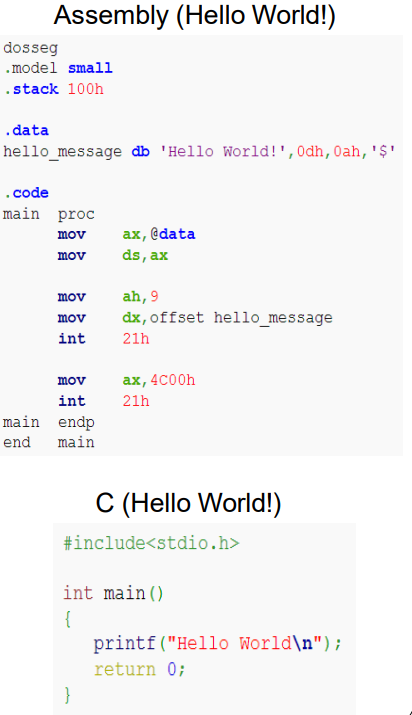 Assembly (Hello World!)
dosseg
.model small
.stack 100h
.data
hello_message db 'Hello World!',0dh,0ah,'$'
.code
main proc
mov ax,@data
mov ds,ax
mov ah,9
mov dx,offset hello_message
int 21h
mov ax,4C00h
int 21h
main endp
end main
C (Hello World!)
#include<stdio.h>
int main()
{
printf("Hello World\n");
return 0;
}